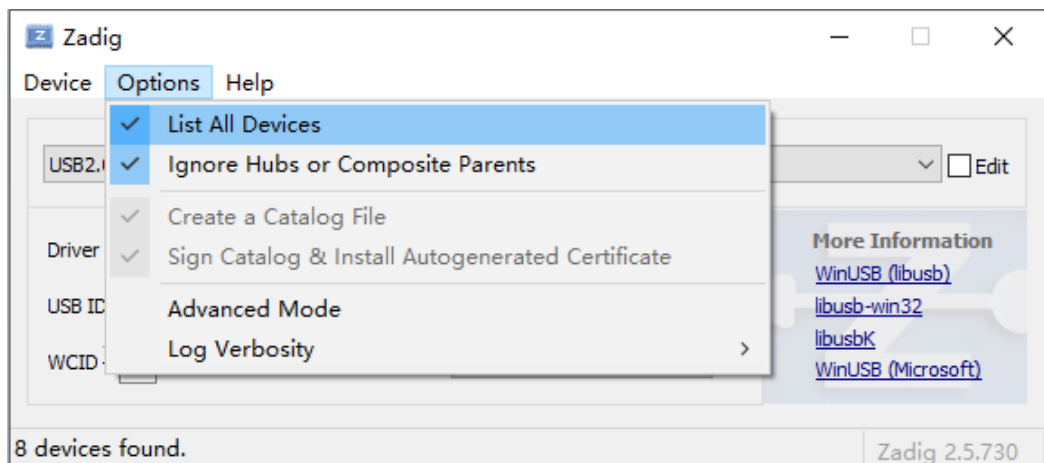 Zadig
Device Options Help
List All Devices
USB2. Ignore Hubs or Composite Parents Edit
Create a Catalog File
Driver Sign Catalog & Install Autogenerated Certificate
More Information
WinUSB (libusb)
USB ID Advanced Mode libusb-win32
Log Verbosity libusbK
WCID WinUSB (Microsoft)
8 devices found. Zadig 2.5.730